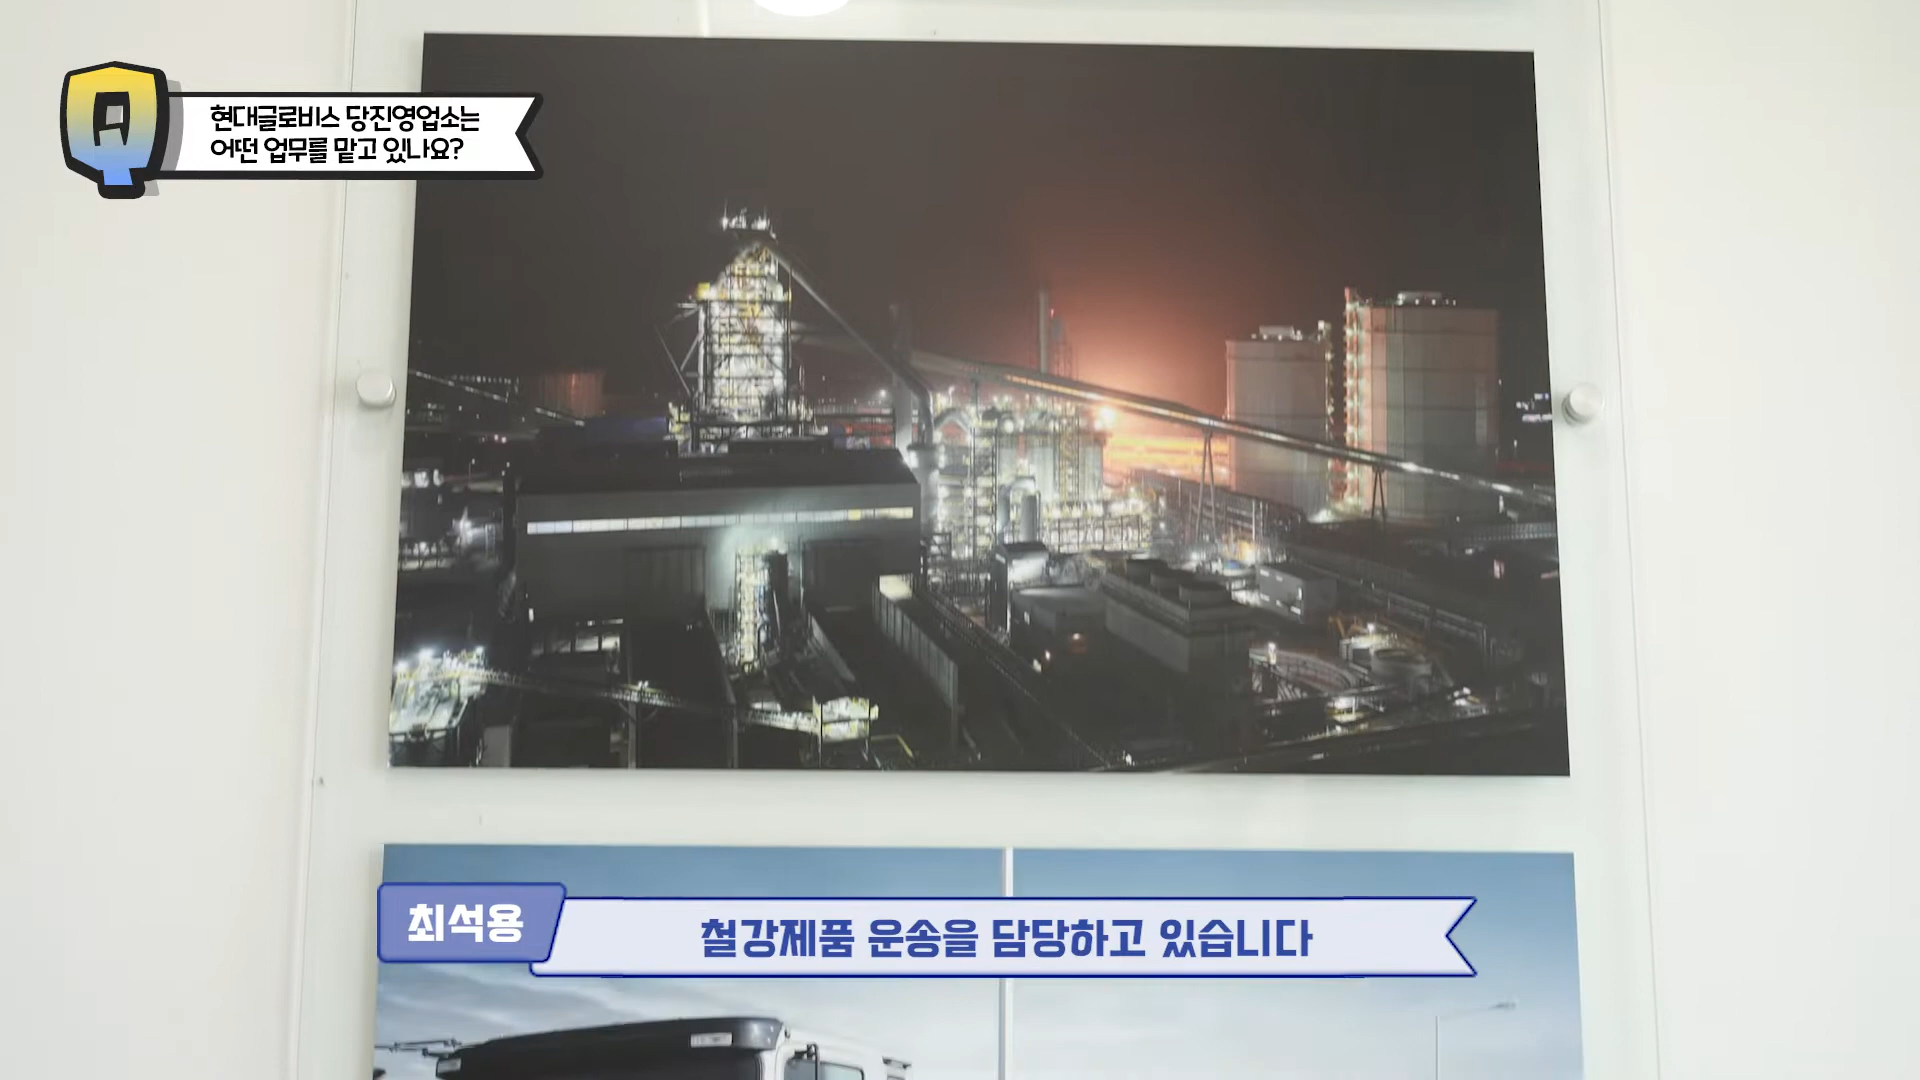 Q
현대글로비스 당진영업소는
어떤 업무를 맡고 있나요?
최석용
철강제품 운송을 담당하고 있습니다